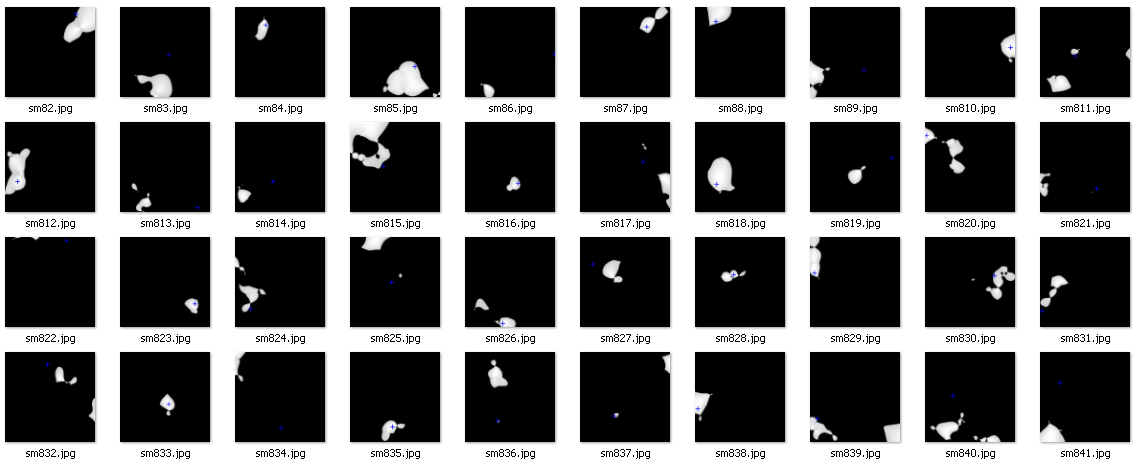 sm82.jpg sm83.jpg sm84.jpg sm85.jpg sm86.jpg sm87.jpg sm88.jpg sm89.jpg sm810.jpg sm811.jpg
sm812.jpg sm813.jpg sm814.jpg sm815.jpg sm816.jpg sm817.jpg sm818.jpg sm819.jpg sm820.jpg sm821.jpg
sm822.jpg sm823.jpg sm824.jpg sm825.jpg sm826.jpg sm827.jpg sm828.jpg sm829.jpg sm830.jpg sm831.jpg
sm832.jpg sm833.jpg sm834.jpg sm835.jpg sm836.jpg sm837.jpg sm838.jpg sm839.jpg sm840.jpg sm841.jpg